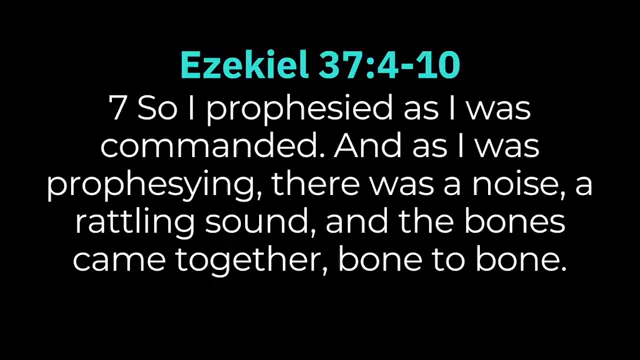 Ezekiel 37:4-10
7 So I prophesied as I was
commanded. And as I was
prophesying, there was a noise, a
rattling sound, and the bones
came together, bone to bone.